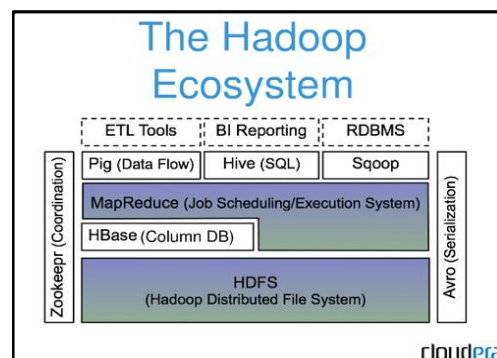 The Hadoop
Ecosystem
ETL Tools
BI Reporting
RDBMS
Pig (Data Flow)
Hive (SQL)
Sqoop
Zookeepr (Coordination)
MapReduce (Job Scheduling/Execution System)
HBase (Column DB)
HDFS
(Hadoop Distributed File System)
Avro (Serialization)